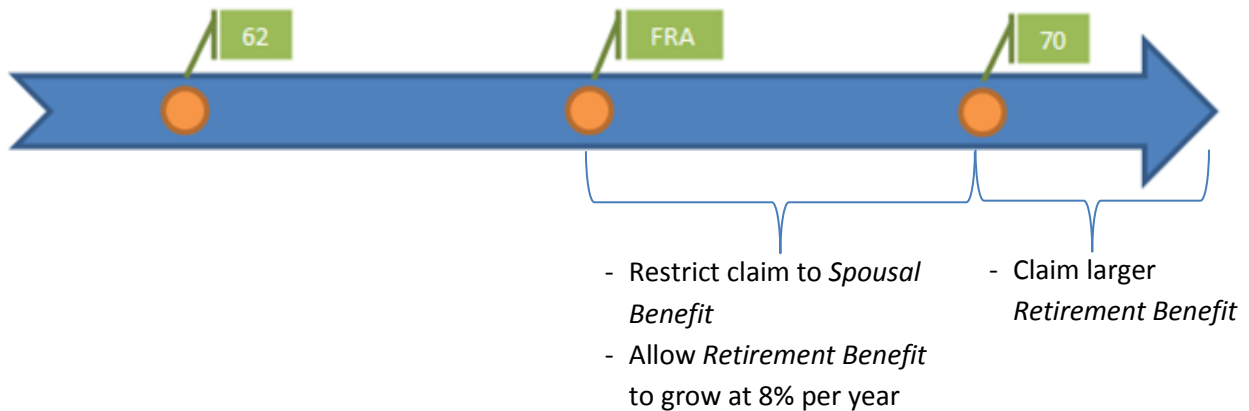 62
FRA
70
- Restrict claim to Spousal
Benefit
- Allow Retirement Benefit
to grow at 8% per year
- Claim larger
Retirement Benefit